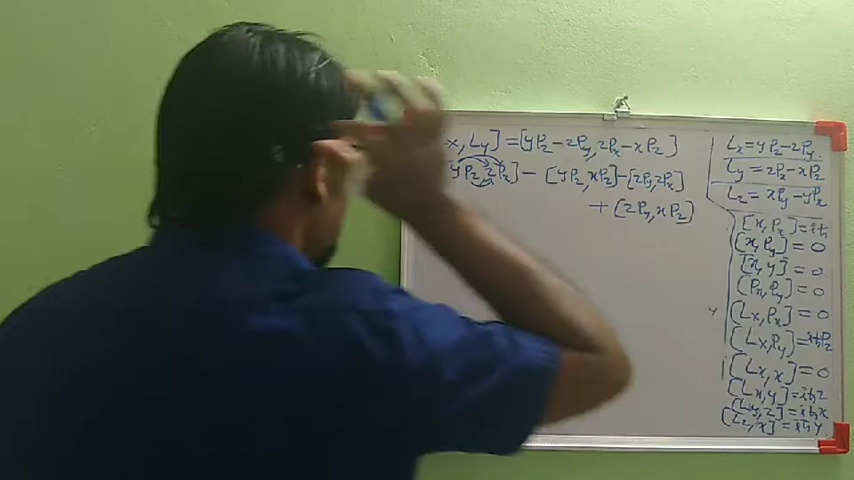 x, Ly] = [yPz - zPy, zPx - xPz]
yPz, zPx] - [yPz, xPz] - [zPy, zPx]
+ [zPy, xPz]
Lx = yPz - zPy
Ly = zPx - xPz
Lz = xPy - yPx
[x, Px] = iħ
[x, Py] = 0
[x, y] = 0
[Px, Py] = 0
[Lx, Px] = 0
[Lx, Py] = iħPz
[Lx, x] = 0
[Lx, y] = iħz
[Ly, z] = iħx
[Lz, x] = iħy